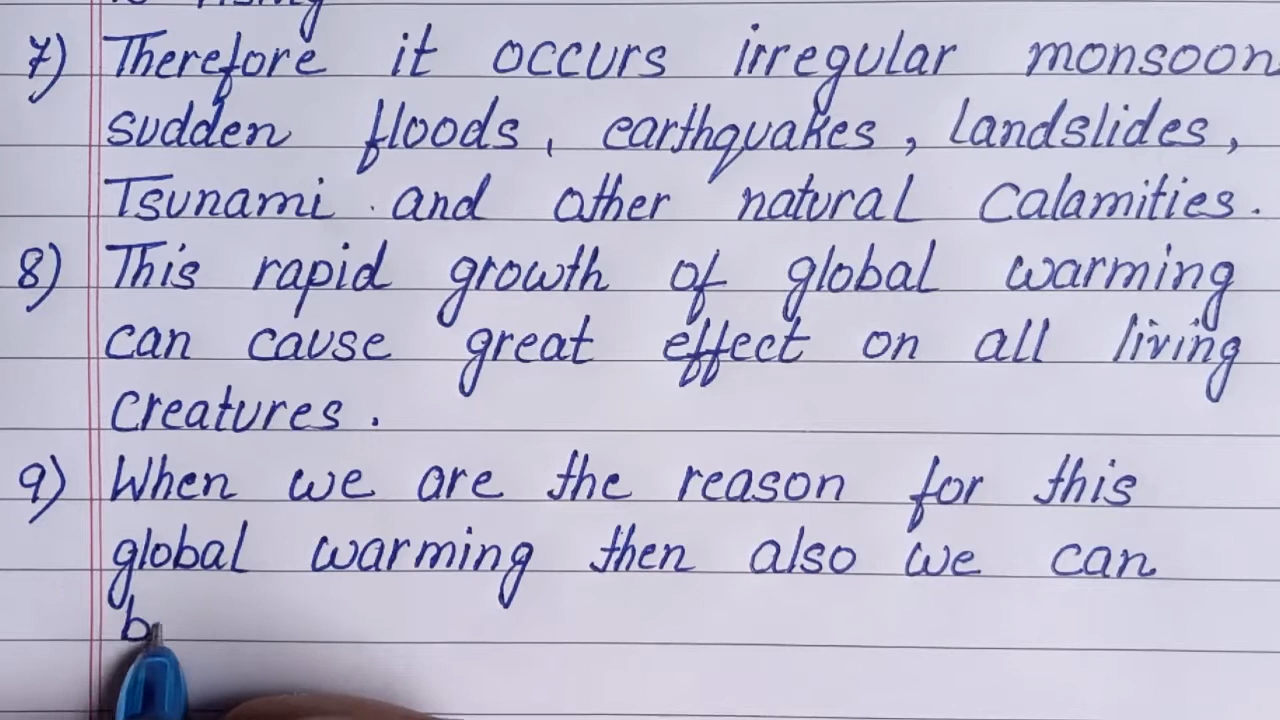 7) Therefore it occurs irregular monsoon
sudden floods, earthquakes, Landslides,
Tsunami and other natural Calamities.
8) This rapid growth of global warming
can cause great effect on all living
creatures.
9) When we are the reason for this
global warming then also we can
b